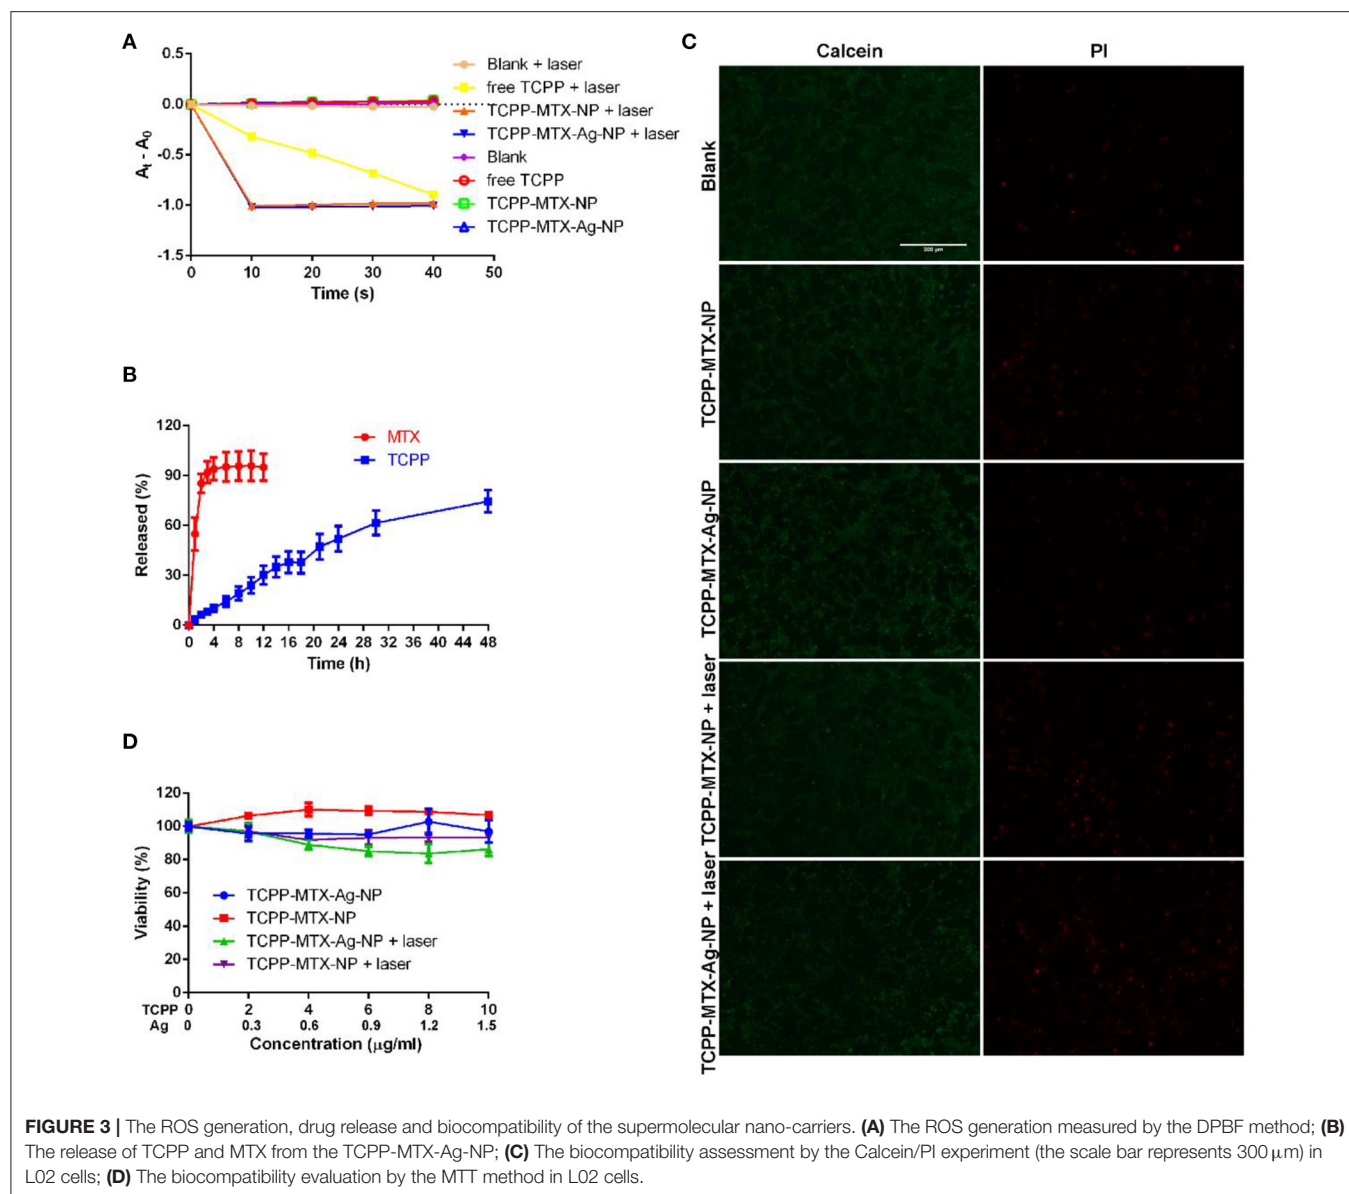 A
0.5
0.0
-0.5
-1.0
-1.5
At - A0
0 10 20 30 40 50
Time (s)
Blank + laser
free TCPP + laser
TCPP-MTX-NP + laser
TCPP-MTX-Ag-NP + laser
Blank
free TCPP
TCPP-MTX-NP
TCPP-MTX-Ag-NP
B
120
90
60
30
0
Released (%)
MTX
TCPP
0 4 8 12 16 20 24 28 32 36 40 44 48
Time (h)
D
120
100
80
60
40
20
0
Viability (%)
TCPP-MTX-Ag-NP
TCPP-MTX-NP
TCPP-MTX-Ag-NP + laser
TCPP-MTX-NP + laser
TCPP 0 2 4 6 8 10
Ag 0 0.3 0.6 0.9 1.2 1.5
Concentration (μg/ml)
C
Calcein PI
Blank
300 μm
TCPP-MTX-NP
TCPP-MTX-Ag-NP
TCPP-MTX-NP + laser
TCPP-MTX-Ag-NP + laser
FIGURE 3 | The ROS generation, drug release and biocompatibility of the supermolecular nano-carriers. (A) The ROS generation measured by the DPBF method; (B)
The release of TCPP and MTX from the TCPP-MTX-Ag-NP; (C) The biocompatibility assessment by the Calcein/PI experiment (the scale bar represents 300 μm) in
L02 cells; (D) The biocompatibility evaluation by the MTT method in L02 cells.